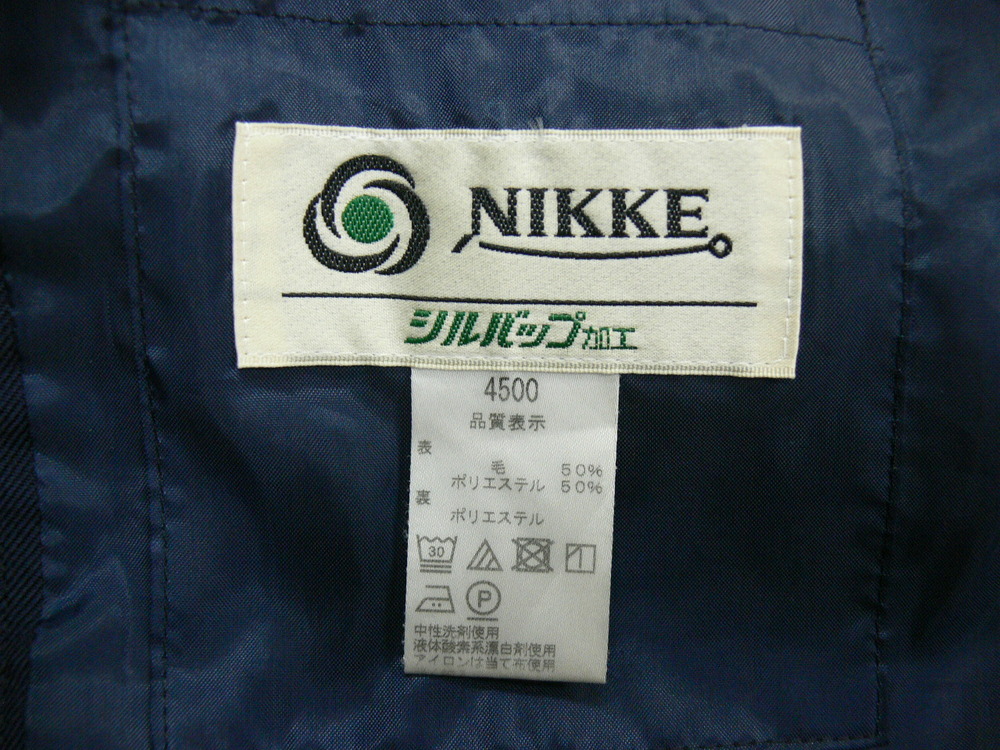 NIKKE
シルバップ加工
4500
品質表示
表
毛 50%
ポリエステル 50%
裏
ポリエステル
30
P
中性洗剤使用
液体酸素系漂白剤使用
アイロンは当て布使用